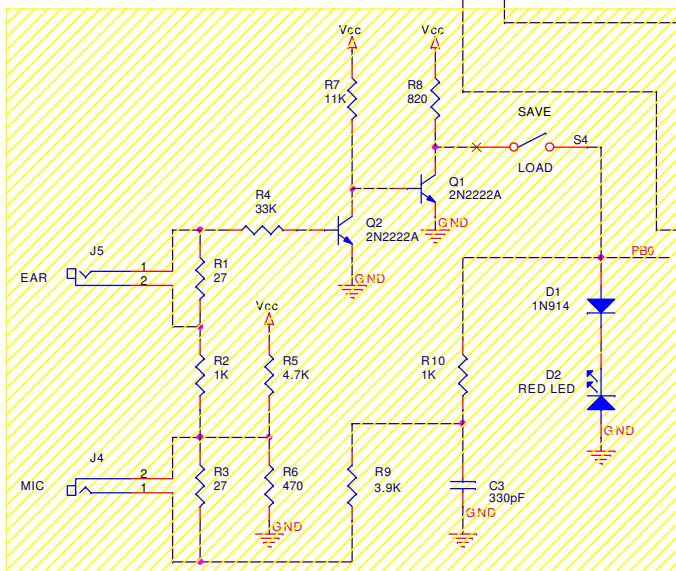 Vcc
Vcc
R7
11K
R8
820
SAVE
S4
LOAD
Q1
2N2222A
R4
33K
Q2
2N2222A
GND
PB0
J5
EAR
1
2
R1
27
GND
D1
1N914
Vcc
R2
1K
R5
4.7K
R10
1K
D2
RED LED
GND
J4
MIC
2
1
R3
27
R6
470
R9
3.9K
C3
330pF
GND
GND